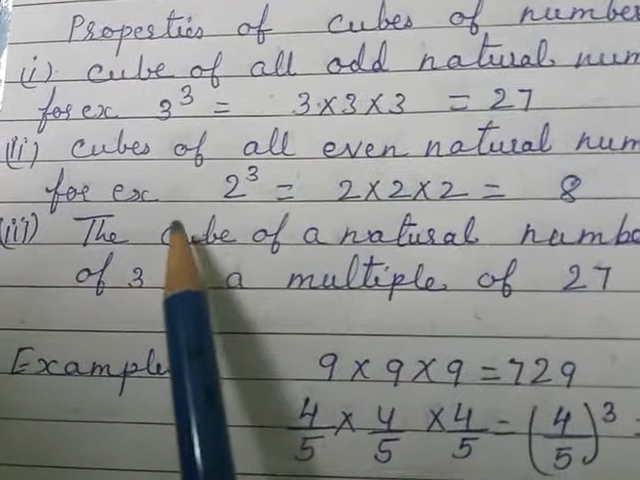 Properties of cubes of number
(i) cube of all odd natural num
for ex 3³ = 3×3×3 = 27
(ii) cubes of all even natural num
for ex 2³ = 2×2×2 = 8
(iii) The cube of a natural numbe
of 3 a multiple of 27
Example 9×9×9=729
4/5 × 4/5 × 4/5 = (4/5)³ =